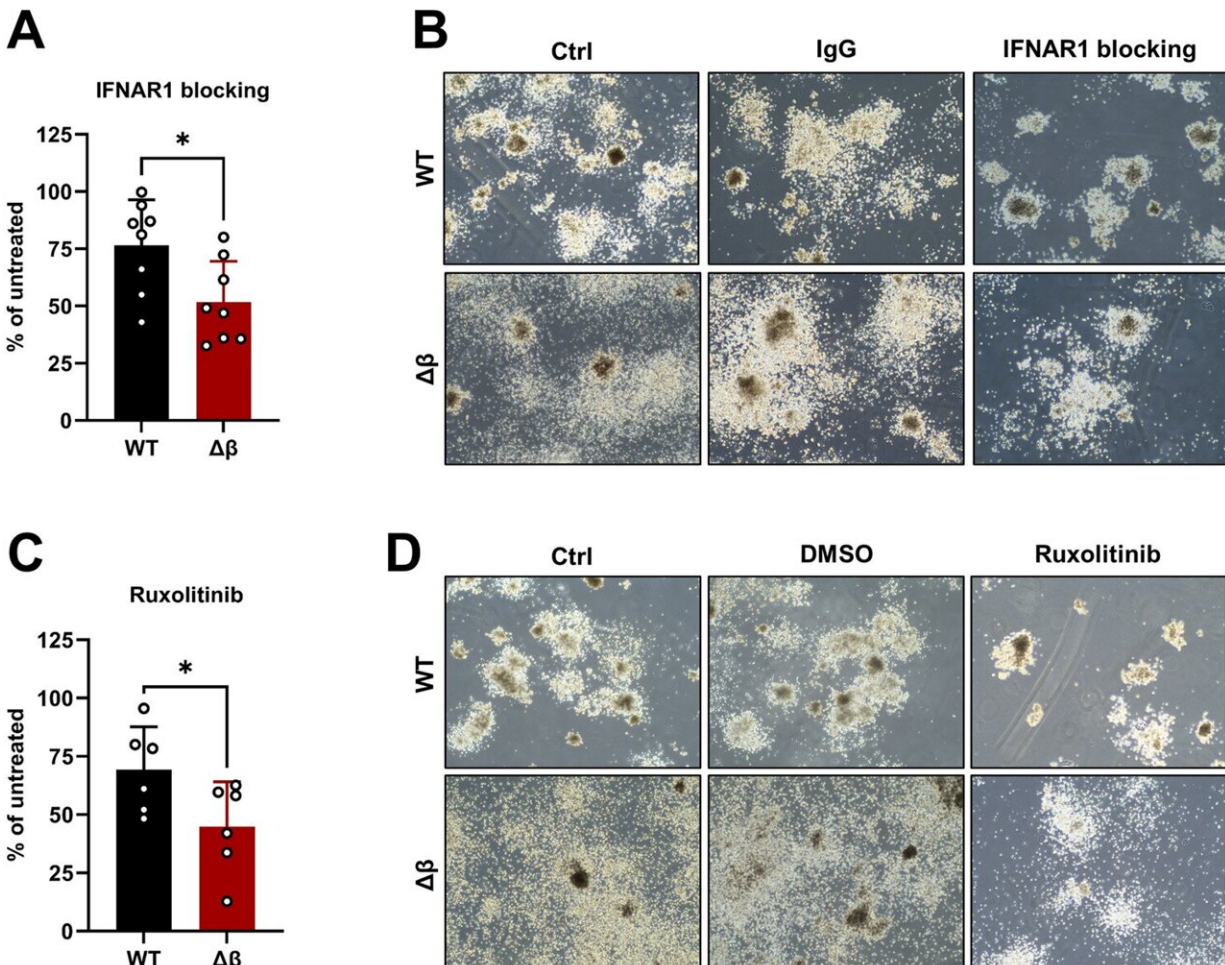 A
IFNAR1 blocking
% of untreated
125
100
75
50
25
0
*
WT
Δβ
B
Ctrl
IgG
IFNAR1 blocking
WT
Δβ
C
Ruxolitinib
% of untreated
125
100
75
50
25
0
*
WT
Δβ
D
Ctrl
DMSO
Ruxolitinib
WT
Δβ